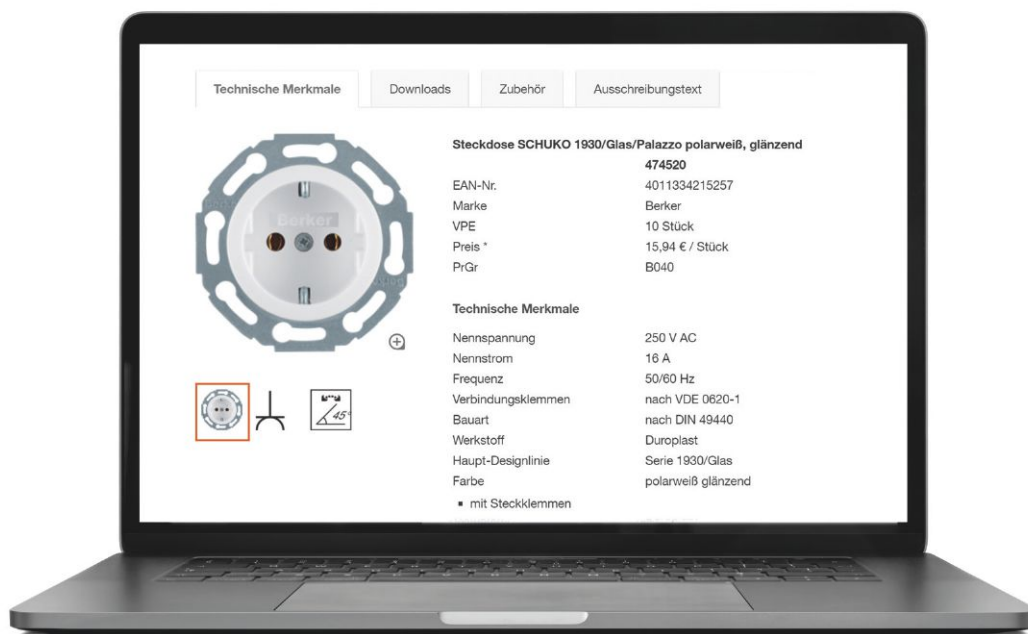 Technische Merkmale
Downloads
Zubehör
Ausschreibungstext
Steckdose SCHUKO 1930/Glas/Palazzo polarweiß, glänzend
474520
EAN-Nr. 4011334215257
Marke Berker
VPE 10 Stück
Preis * 15,94 € / Stück
PrGr B040
Berker
Technische Merkmale
Nennspannung 250 V AC
Nennstrom 16 A
Frequenz 50/60 Hz
Verbindungsklemmen nach VDE 0620-1
Bauart nach DIN 49440
Werkstoff Duroplast
Haupt-Designlinie Serie 1930/Glas
Farbe polarweiß glänzend
▪ mit Steckklemmen
45°